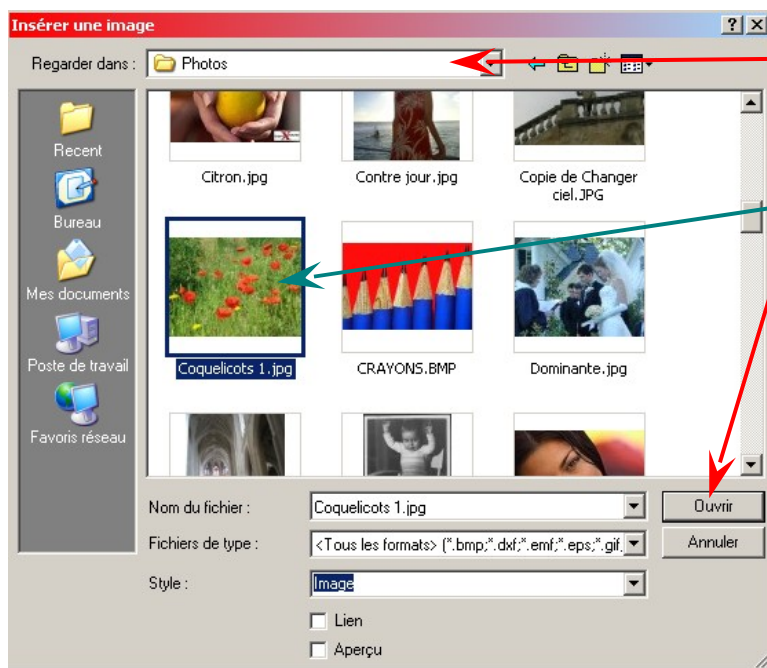 Insérer une image
Regarder dans :
Photos
Recent
Bureau
Mes documents
Poste de travail
Favoris réseau
Citron.jpg
Contre jour.jpg
Copie de Changer
ciel.JPG
Coquelicots 1.jpg
CRAYONS.BMP
Dominante.jpg
Nom du fichier :
Coquelicots 1.jpg
Ouvrir
Fichiers de type :
<Tous les formats> (*.bmp;*.dxf;*.emf;*.eps;*.gif,
Annuler
Style :
Image
Lien
Aperçu